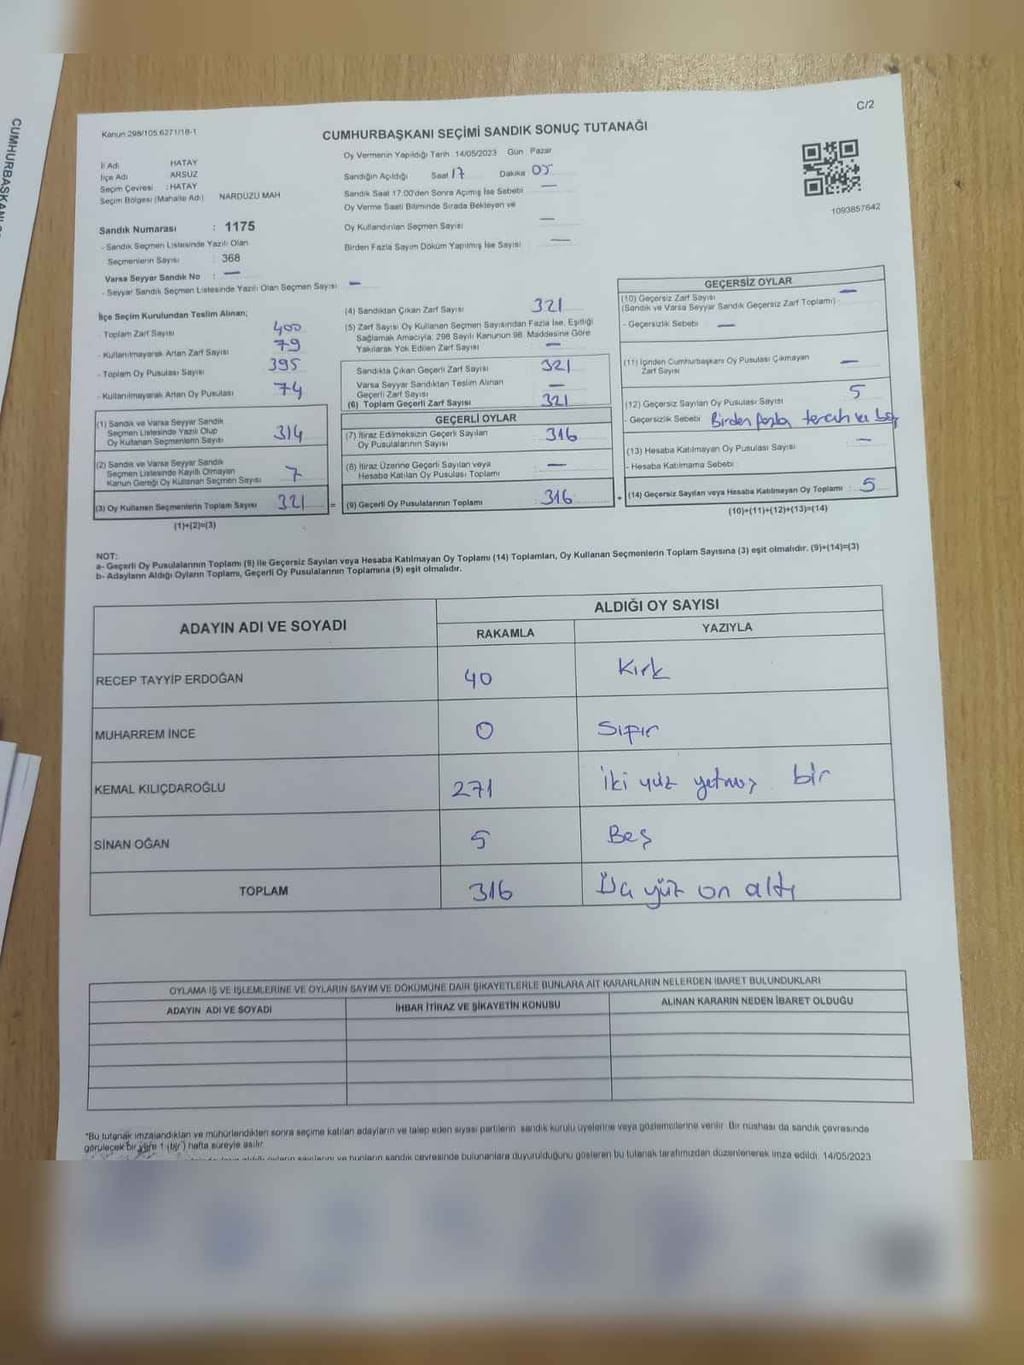 CUMHURBAŞKANI
C/2
Kanun 298/105.6271/18-1
CUMHURBAŞKANI SEÇİMİ SANDIK SONUÇ TUTANAĞI
İl Adı HATAY
İlçe Adı ARSUZ
Seçim Çevresi : HATAY
Seçim Bölgesi (Mahalle Adı) NARDUZU MAH
Oy Vermenin Yapıldığı Tarih 14/05/2023 Gün Pazar
Sandığın Açıldığı Saat 17 Dakika 05
Sandık Saat 17.00'den Sonra Açılmış İse Sebebi —
Oy Verme Saati Bitiminde Sırada Bekleyen ve
Oy Kullandırılan Seçmen Sayısı —
Birden Fazla Sayım Döküm Yapılmış İse Sayısı —
1093857642
Sandık Numarası : 1175
- Sandık Seçmen Listesinde Yazılı Olan
Seçmenlerin Sayısı : 368
Varsa Seyyar Sandık No : —
- Seyyar Sandık Seçmen Listesinde Yazılı Olan Seçmen Sayısı —
İlçe Seçim Kurulundan Teslim Alınan;
- Toplam Zarf Sayısı 400
- Kullanılmayarak Artan Zarf Sayısı 79
- Toplam Oy Pusulası Sayısı 395
- Kullanılmayarak Artan Oy Pusulası 74
(1) Sandık ve Varsa Seyyar Sandık
Seçmen Listesinde Yazılı Olup
Oy Kullanan Seçmenlerin Sayısı 314
(2) Sandık ve Varsa Seyyar Sandık
Seçmen Listesinde Kayıtlı Olmayan
Kanun Gereği Oy Kullanan Seçmen Sayısı 7
(3) Oy Kullanan Seçmenlerin Toplam Sayısı 321
(1)+(2)=(3)
(4) Sandıktan Çıkan Zarf Sayısı 321
(5) Zarf Sayısı Oy Kullanan Seçmen Sayısından Fazla İse, Eşitliği
Sağlamak Amacıyla; 298 Sayılı Kanunun 98. Maddesine Göre
Yakılarak Yok Edilen Zarf Sayısı —
Sandıkta Çıkan Geçerli Zarf Sayısı 321
Varsa Seyyar Sandıktan Teslim Alınan
Geçerli Zarf Sayısı —
(6) Toplam Geçerli Zarf Sayısı 321
GEÇERLİ OYLAR
(7) İtiraz Edilmeksizin Geçerli Sayılan
Oy Pusulalarının Sayısı 316
(8) İtiraz Üzerine Geçerli Sayılan veya
Hesaba Katılan Oy Pusulası Toplamı —
= (9) Geçerli Oy Pusulalarının Toplamı 316
GEÇERSİZ OYLAR
(10) Geçersiz Zarf Sayısı
(Sandık ve Varsa Seyyar Sandık Geçersiz Zarf Toplamı) —
- Geçersizlik Sebebi : —
(11) İçinden Cumhurbaşkanı Oy Pusulası Çıkmayan
Zarf Sayısı —
(12) Geçersiz Sayılan Oy Pusulası Sayısı 5
- Geçersizlik Sebebi Birden fazla tercih ve boş
(13) Hesaba Katılmayan Oy Pusulası Sayısı —
- Hesaba Katılmama Sebebi
+ (14) Geçersiz Sayılan veya Hesaba Katılmayan Oy Toplamı : 5
(10)+(11)+(12)+(13)=(14)
NOT:
a- Geçerli Oy Pusulalarının Toplamı (9) ile Geçersiz Sayılan veya Hesaba Katılmayan Oy Toplamı (14) Toplamları, Oy Kullanan Seçmenlerin Toplam Sayısına (3) eşit olmalıdır. (9)+(14)=(3)
b- Adayların Aldığı Oyların Toplamı, Geçerli Oy Pusulalarının Toplamına (9) eşit olmalıdır.
ADAYIN ADI VE SOYADI
ALDIĞI OY SAYISI
RAKAMLA YAZIYLA
RECEP TAYYİP ERDOĞAN 40 Kırk
MUHARREM İNCE 0 Sıfır
KEMAL KILIÇDAROĞLU 271 İki yüz yetmiş bir
SİNAN OĞAN 5 Beş
TOPLAM 316 Üç yüz on altı
OYLAMA İŞ VE İŞLEMLERİNE VE OYLARIN SAYIM VE DÖKÜMÜNE DAİR ŞİKAYETLERLE BUNLARA AİT KARARLARIN NELERDEN İBARET BULUNDUKLARI
ADAYIN ADI VE SOYADI İHBAR İTİRAZ VE ŞİKAYETİN KONUSU ALINAN KARARIN NEDEN İBARET OLDUĞU
*Bu tutanak imzalandıktan ve mühürlendikten sonra seçime katılan adayların ve talep eden siyasi partilerin sandık kurulu üyelerine veya gözlemcilerine verilir. Bir nüshası da sandık çevresinde
görülecek bir yere 1 (bir) hafta süreyle asılır.
oyların sayılarını ve bunların sandık çevresinde bulunanlara duyurulduğunu gösteren bu tutanak tarafımızdan düzenlenerek imza edildi. 14/05/2023